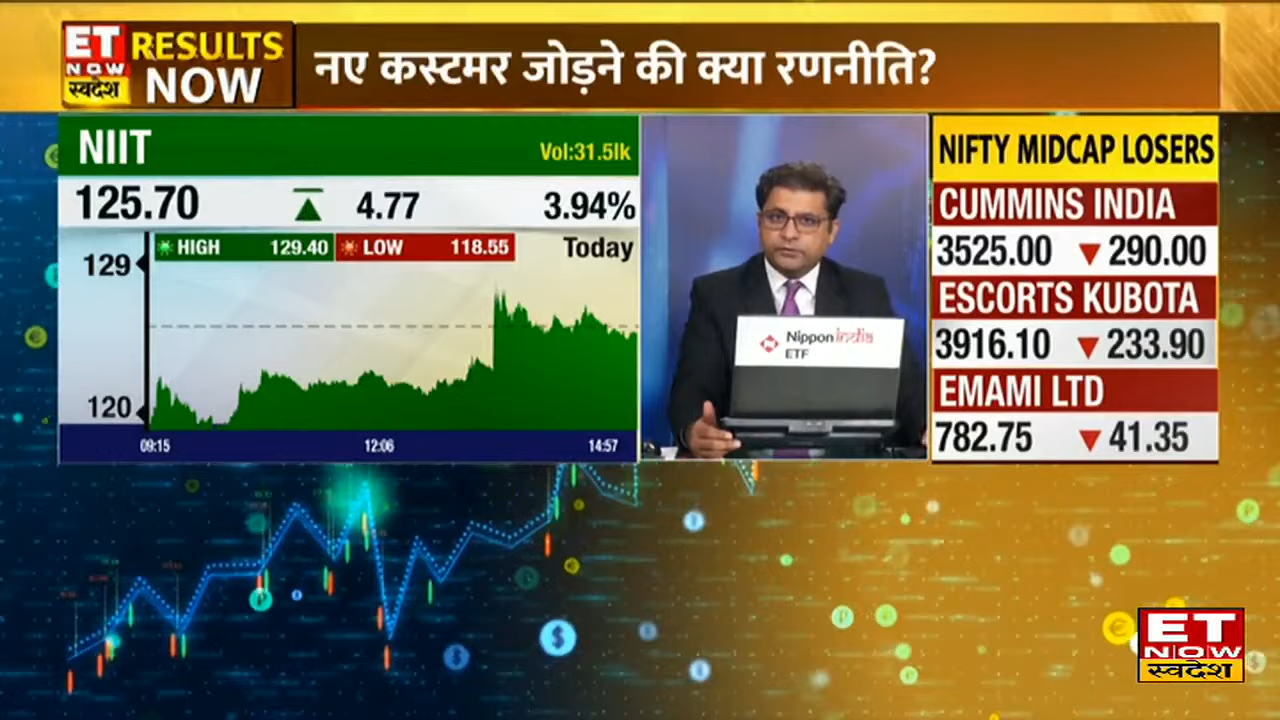 ET
NOW
स्वदेश
RESULTS
NOW
नए कस्टमर जोड़ने की क्या रणनीति?
NIIT
Vol:31.5lk
125.70 4.77 3.94%
HIGH 129.40 LOW 118.55 Today
129
120
09:15 12:06 14:57
Nippon india
ETF
NIFTY MIDCAP LOSERS
CUMMINS INDIA
3525.00 ▼ 290.00
ESCORTS KUBOTA
3916.10 ▼ 233.90
EMAMI LTD
782.75 ▼ 41.35
ET
NOW
स्वदेश